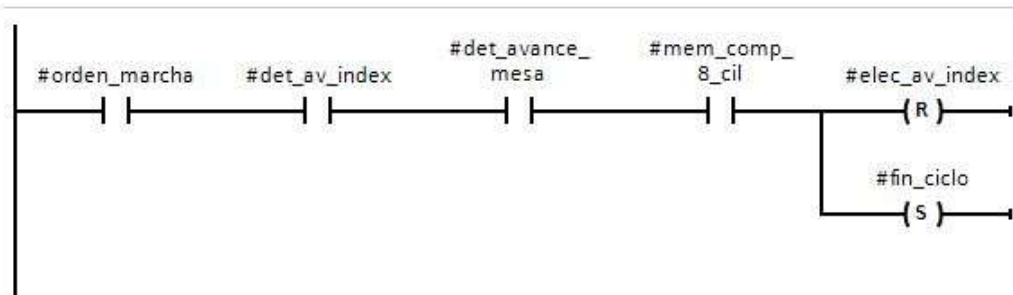 #orden_marcha
#det_av_index
#det_avance_
mesa
#mem_comp_
8_cil
#elec_av_index
R
#fin_ciclo
S